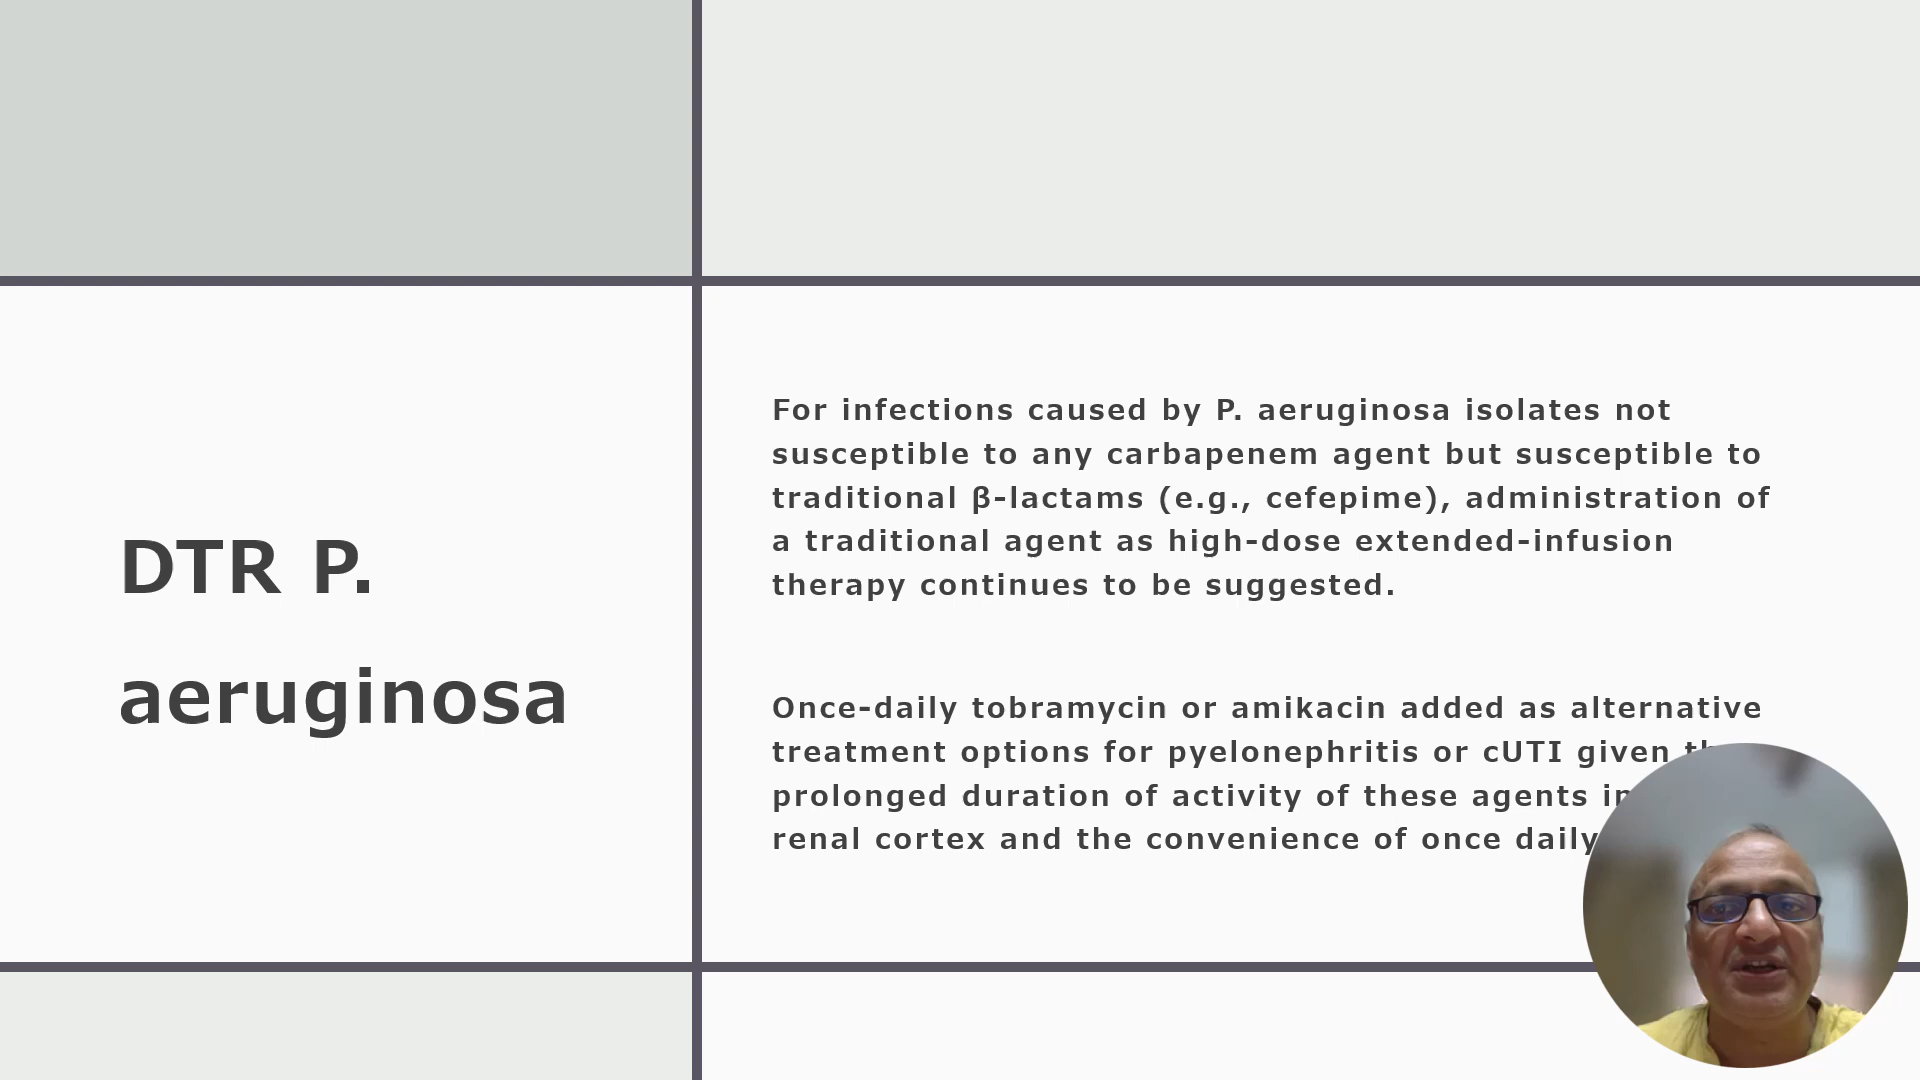 DTR P.
aeruginosa
For infections caused by P. aeruginosa isolates not
susceptible to any carbapenem agent but susceptible to
traditional β-lactams (e.g., cefepime), administration of
a traditional agent as high-dose extended-infusion
therapy continues to be suggested.
Once-daily tobramycin or amikacin added as alternative
treatment options for pyelonephritis or cUTI given
prolonged duration of activity of these agents
renal cortex and the convenience of once daily